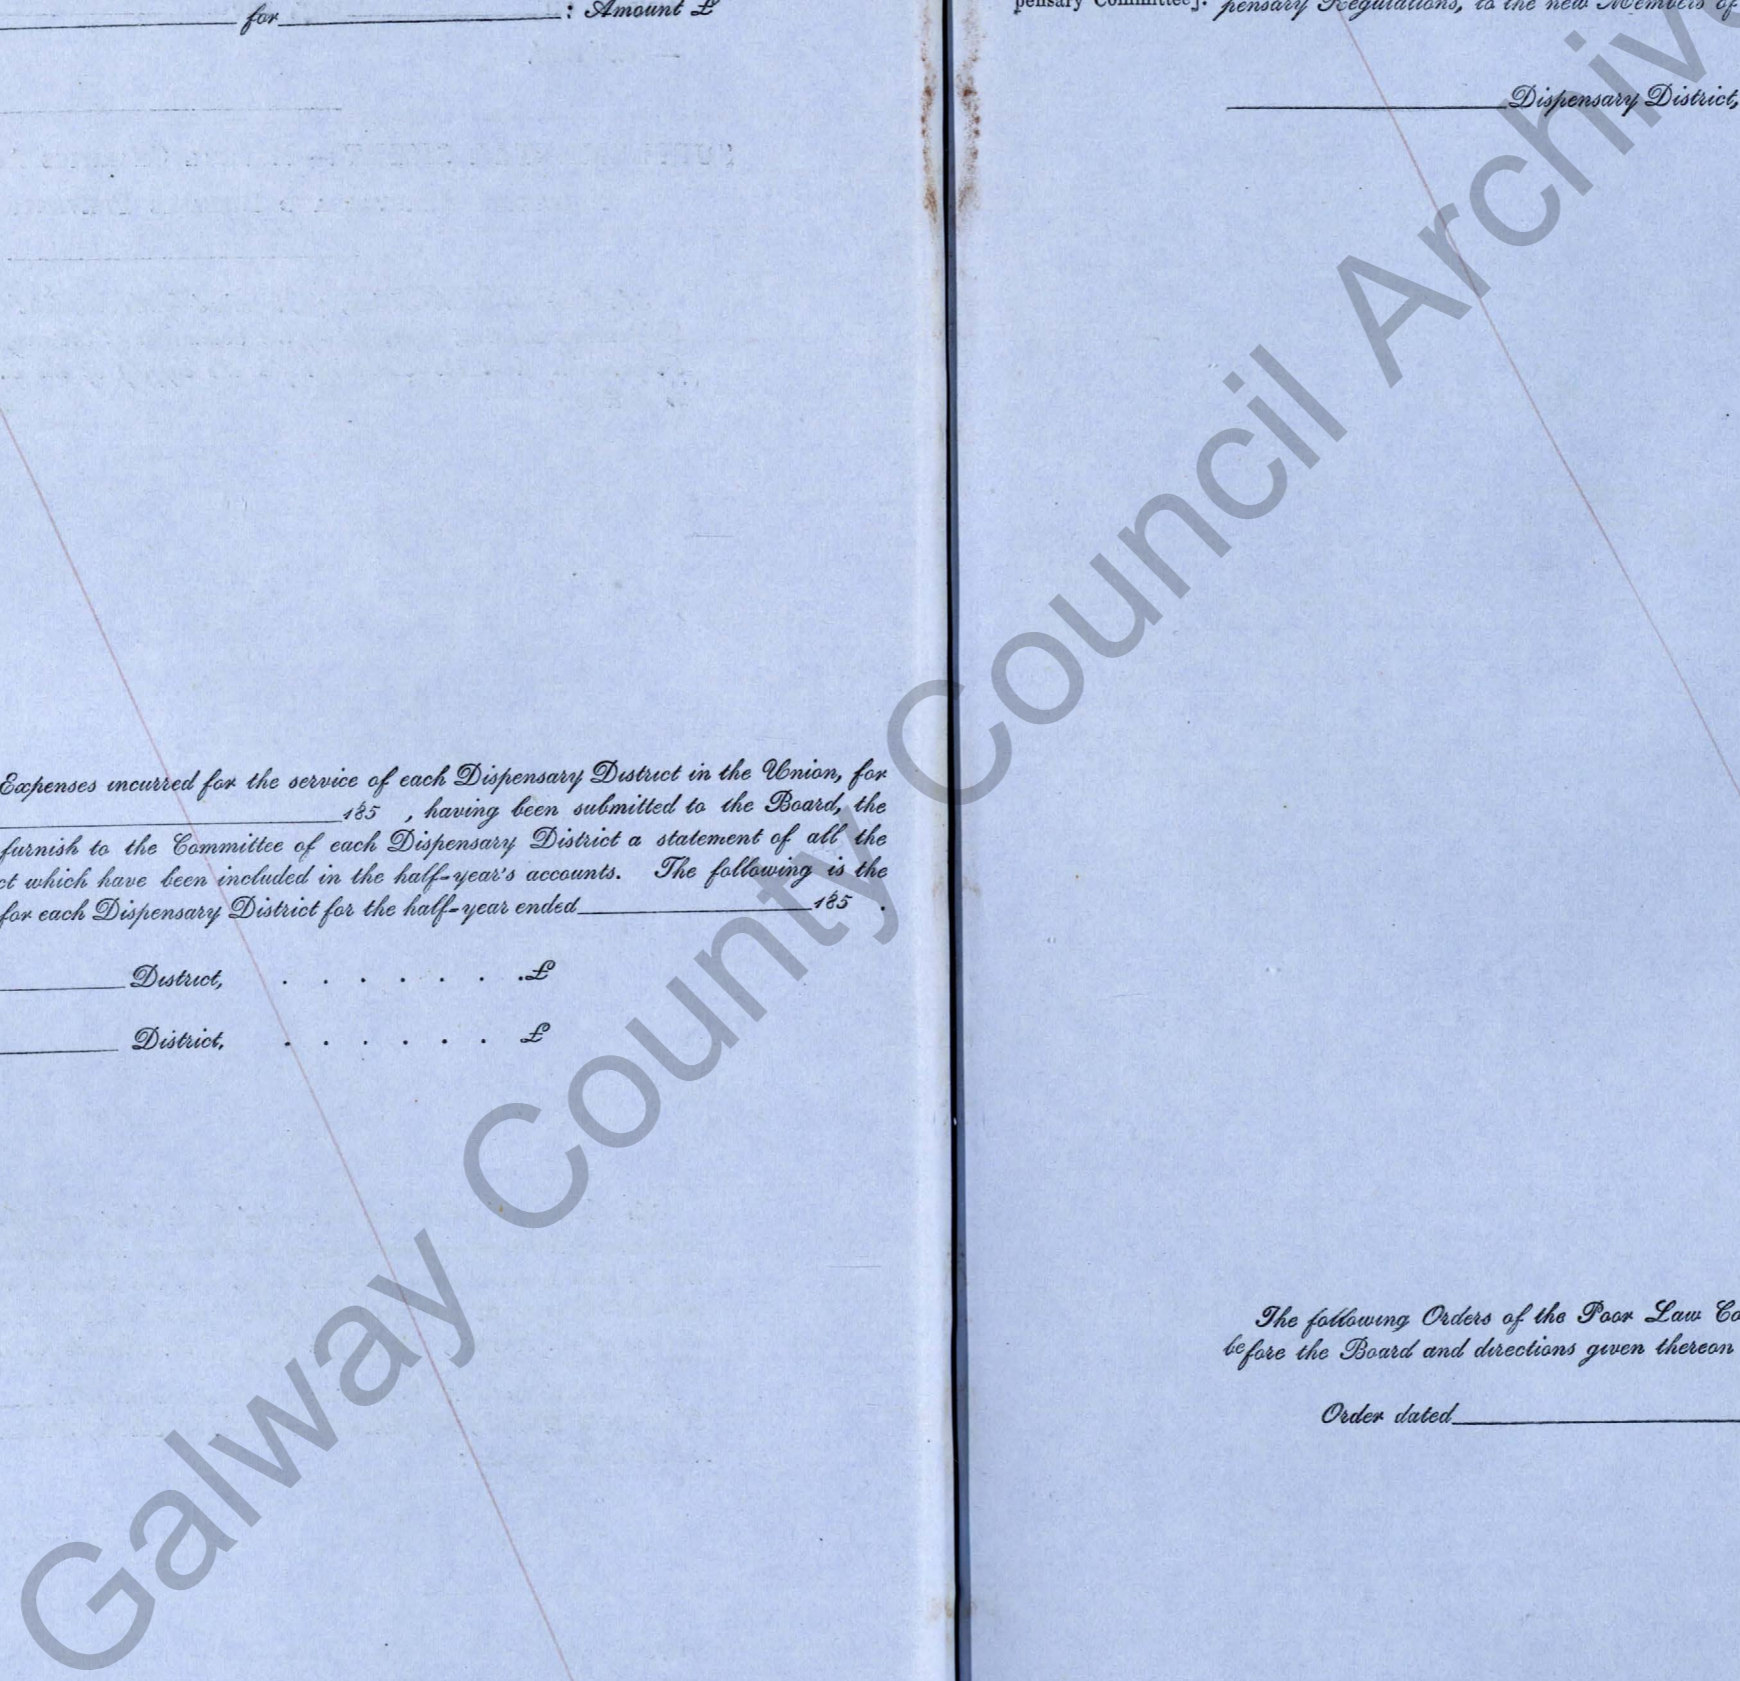 for : Amount £
Expenses incurred for the service of each Dispensary District in the Union, for
185 , having been submitted to the Board, the
furnish to the Committee of each Dispensary District a statement of all the
ct which have been included in the half-year's accounts. The following is the
for each Dispensary District for the half-year ended 185 .
District, . . . . . . . £
District, . . . . . . £
pensary Committee]. pensary Regulations, to the new Members of
Dispensary District,
The following Orders of the Poor Law Co
before the Board and directions given thereon
Order dated
Galway County Council Archive